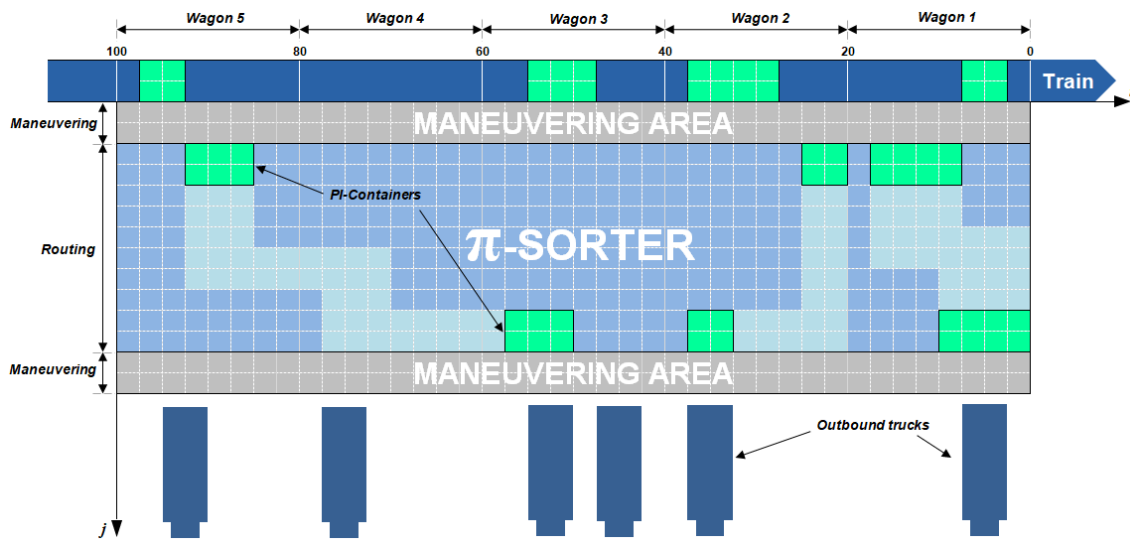 Wagon 5 Wagon 4 Wagon 3 Wagon 2 Wagon 1
100 80 60 40 20 0
Train
i
Maneuvering MANEUVERING AREA
PI-Containers
Routing π-SORTER
Maneuvering MANEUVERING AREA
Outbound trucks
j